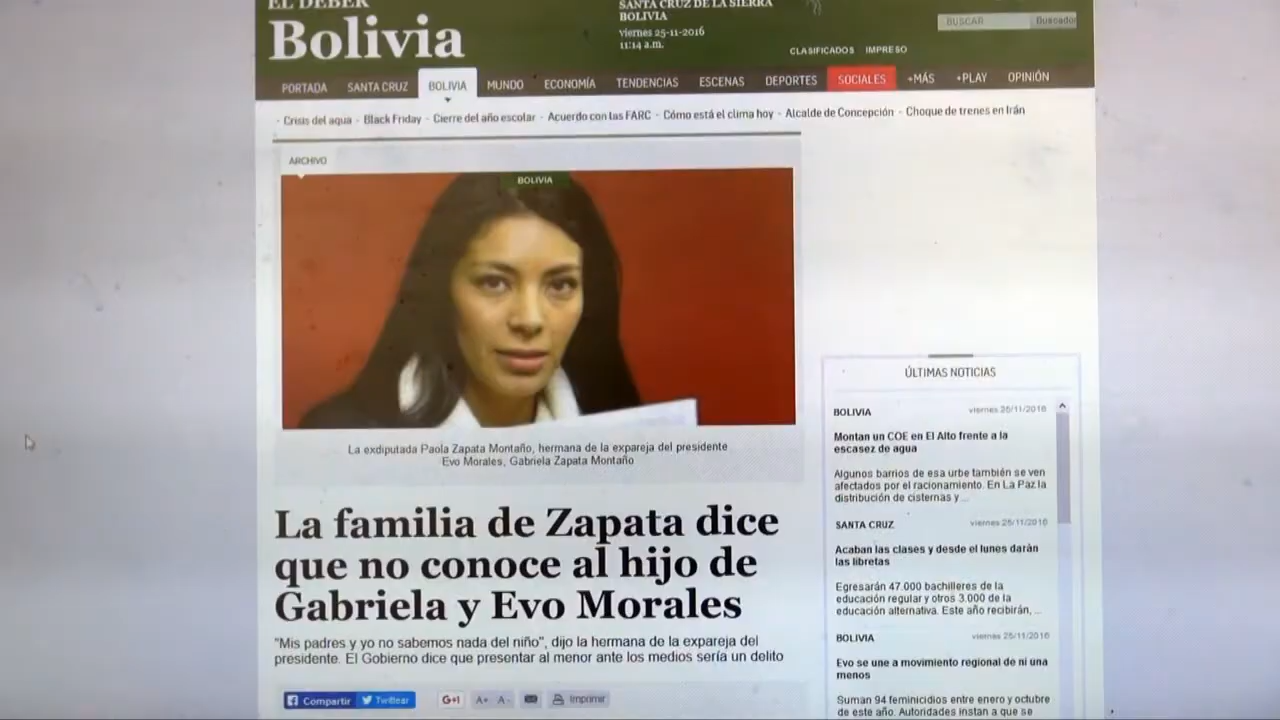 EL DEBER
Bolivia
SANTA CRUZ DE LA SIERRA
BOLIVIA
viernes 25-11-2016
11:14 a.m.
BUSCAR
Buscador
CLASIFICADOS IMPRESO
PORTADA SANTA CRUZ BOLIVIA MUNDO ECONOMÍA TENDENCIAS ESCENAS DEPORTES SOCIALES +MÁS +PLAY OPINIÓN
- Crisis del agua - Black Friday - Cierre del año escolar - Acuerdo con las FARC - Cómo está el clima hoy - Alcalde de Concepción - Choque de trenes en Irán
ARCHIVO
BOLIVIA
La exdiputada Paola Zapata Montaño, hermana de la expareja del presidente
Evo Morales, Gabriela Zapata Montaño
La familia de Zapata dice
que no conoce al hijo de
Gabriela y Evo Morales
"Mis padres y yo no sabemos nada del niño", dijo la hermana de la expareja del
presidente. El Gobierno dice que presentar al menor ante los medios sería un delito
Compartir Twittear G+1 A+ A- Imprimir
ÚLTIMAS NOTICIAS
BOLIVIA viernes 25/11/2016
Montan un COE en El Alto frente a la
escasez de agua
Algunos barrios de esa urbe también se ven
afectados por el racionamiento. En La Paz la
distribución de cisternas y ...
SANTA CRUZ viernes 25/11/2016
Acaban las clases y desde el lunes darán
las libretas
Egresarán 47.000 bachilleres de la
educación regular y otros 3.000 de la
educación alternativa. Este año recibirán, ...
BOLIVIA viernes 25/11/2016
Evo se une a movimiento regional de ni una
menos
Suman 94 feminicidios entre enero y octubre
de este año. Autoridades instan a que se